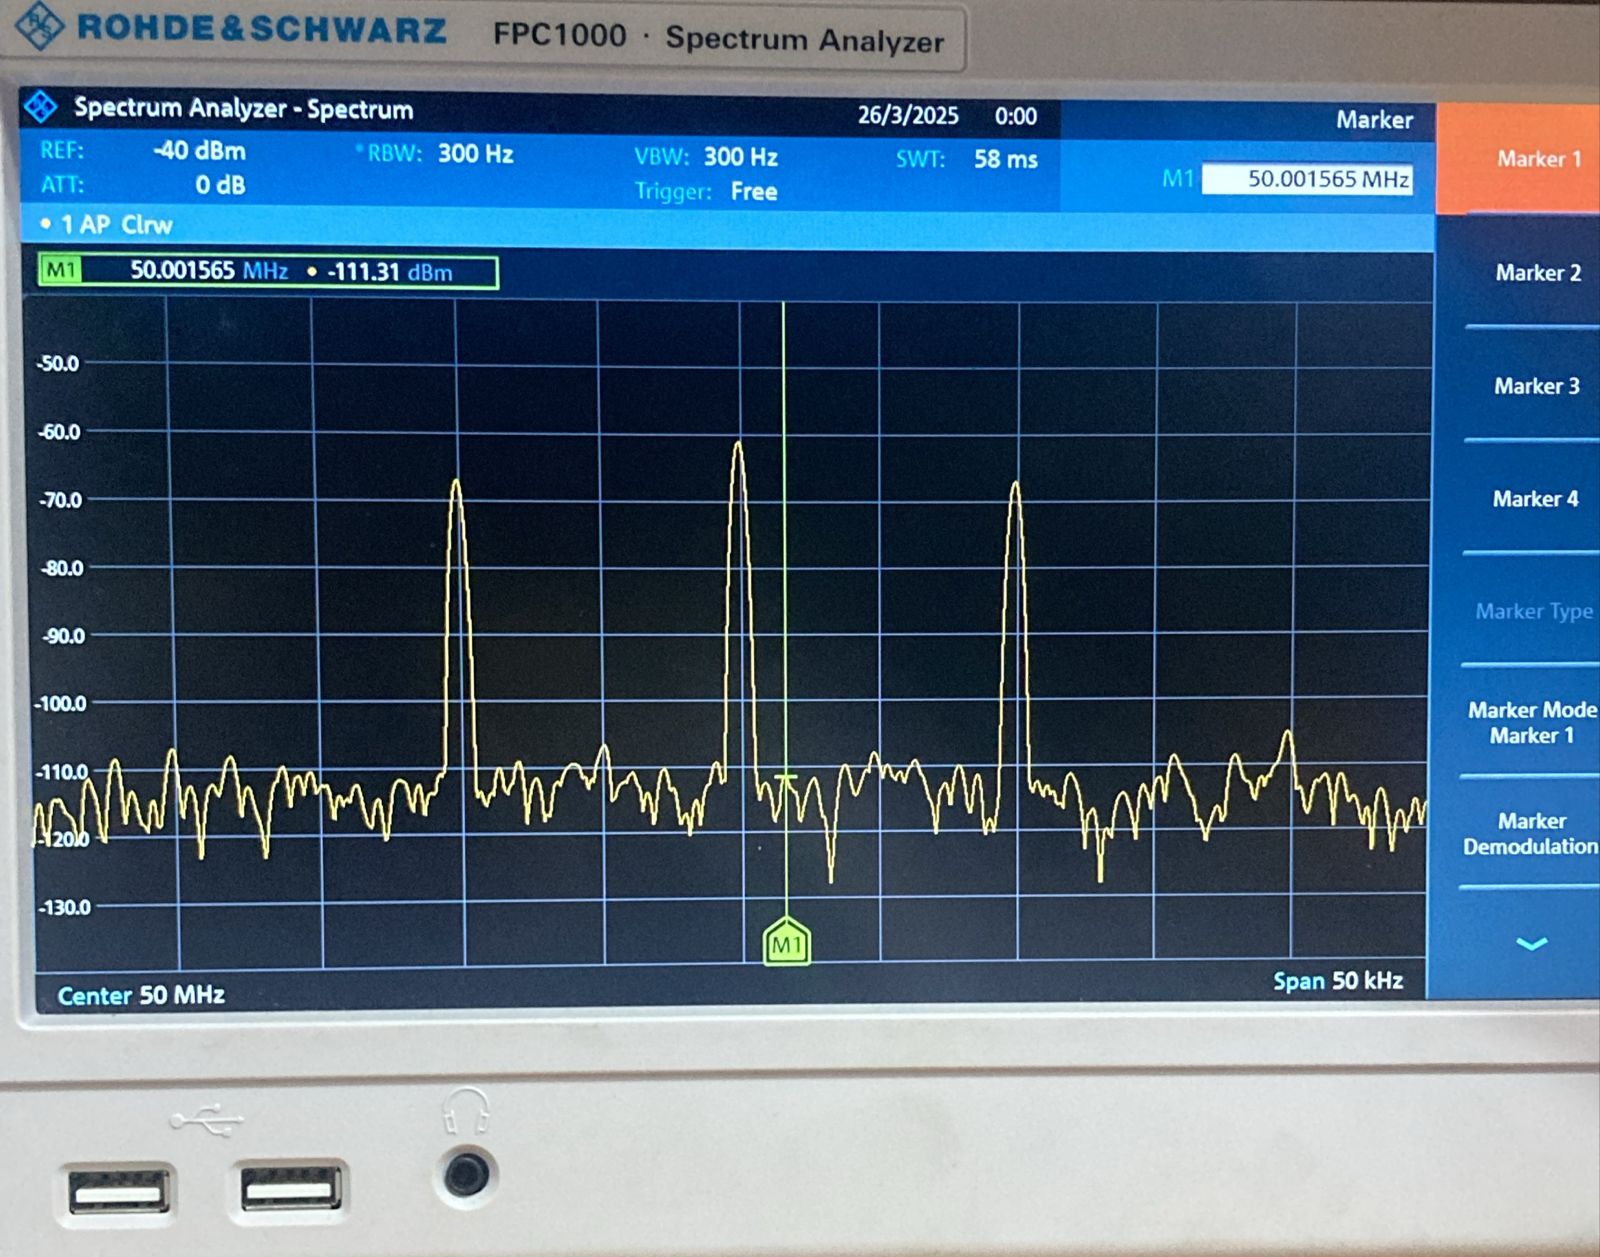 ROHDE&SCHWARZ FPC1000 · Spectrum Analyzer
Spectrum Analyzer - Spectrum 26/3/2025 0:00 Marker
REF: -40 dBm *RBW: 300 Hz VBW: 300 Hz SWT: 58 ms
ATT: 0 dB Trigger: Free
M1 50.001565 MHz
• 1 AP Clrw
M1 50.001565 MHz • -111.31 dBm
-50.0
-60.0
-70.0
-80.0
-90.0
-100.0
-110.0
-120.0
-130.0
M1
Center 50 MHz Span 50 kHz
Marker 1
Marker 2
Marker 3
Marker 4
Marker Type
Marker Mode
Marker 1
Marker
Demodulation